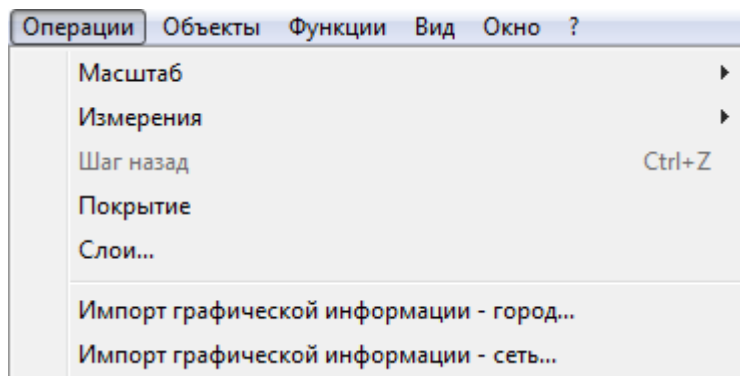 Операции Объекты Функции Вид Окно ?
Масштаб
Измерения
Шаг назад Ctrl+Z
Покрытие
Слои...
Импорт графической информации - город...
Импорт графической информации - сеть...